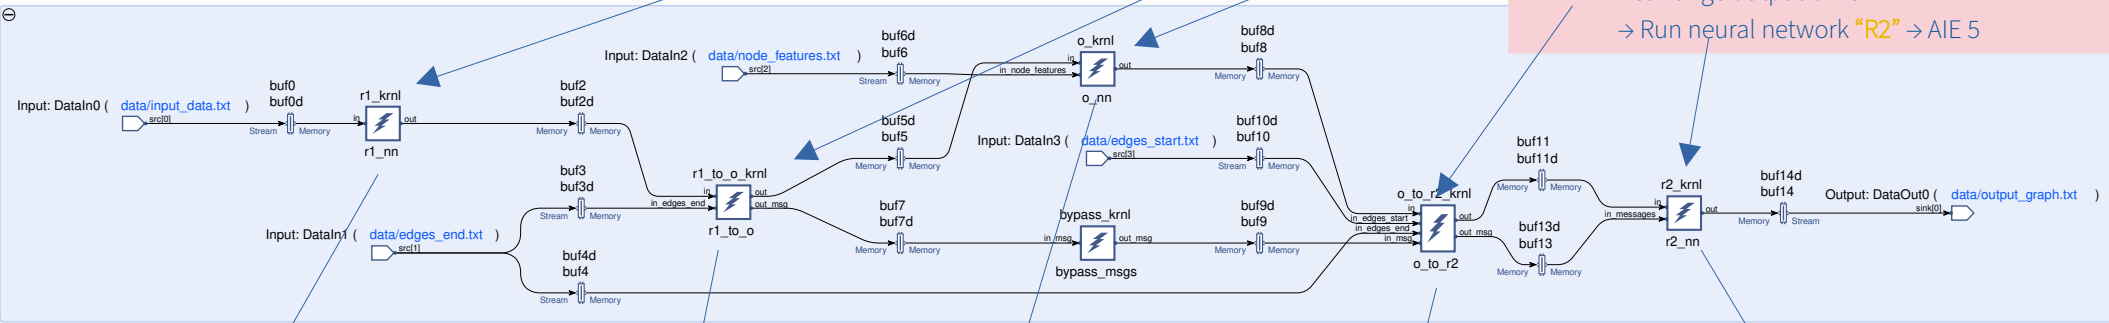 → Run neural network “R2” → AIE 5
Input: DataIn0 ( data/input_data.txt )
src[0]
buf0
buf0d
Stream Memory
r1_krnl
in out
r1_nn
buf2
buf2d
Memory Memory
Input: DataIn1 ( data/edges_end.txt )
src[1]
buf3
buf3d
Stream Memory
buf4d
buf4
Stream Memory
r1_to_o_krnl
in out
in_edges_end out_msg
r1_to_o
Input: DataIn2 ( data/node_features.txt )
src[2]
buf6d
buf6
Stream Memory
buf5d
buf5
Memory Memory
buf7
buf7d
Memory Memory
o_krnl
in
in_node_features out
o_nn
Input: DataIn3 ( data/edges_start.txt )
src[3]
bypass_krnl
in_msg out_msg
bypass_msgs
buf8d
buf8
Memory Memory
buf10d
buf10
Stream Memory
buf9d
buf9
Memory Memory
o_to_r2_krnl
in
in_edges_start out
in_edges_end
in_msg out_msg
o_to_r2
buf11
buf11d
Memory Memory
buf13d
buf13
Memory Memory
r2_krnl
in
in_messages out
r2_nn
buf14d
buf14
Memory Stream
Output: DataOut0 ( data/output_graph.txt )
sink[0]